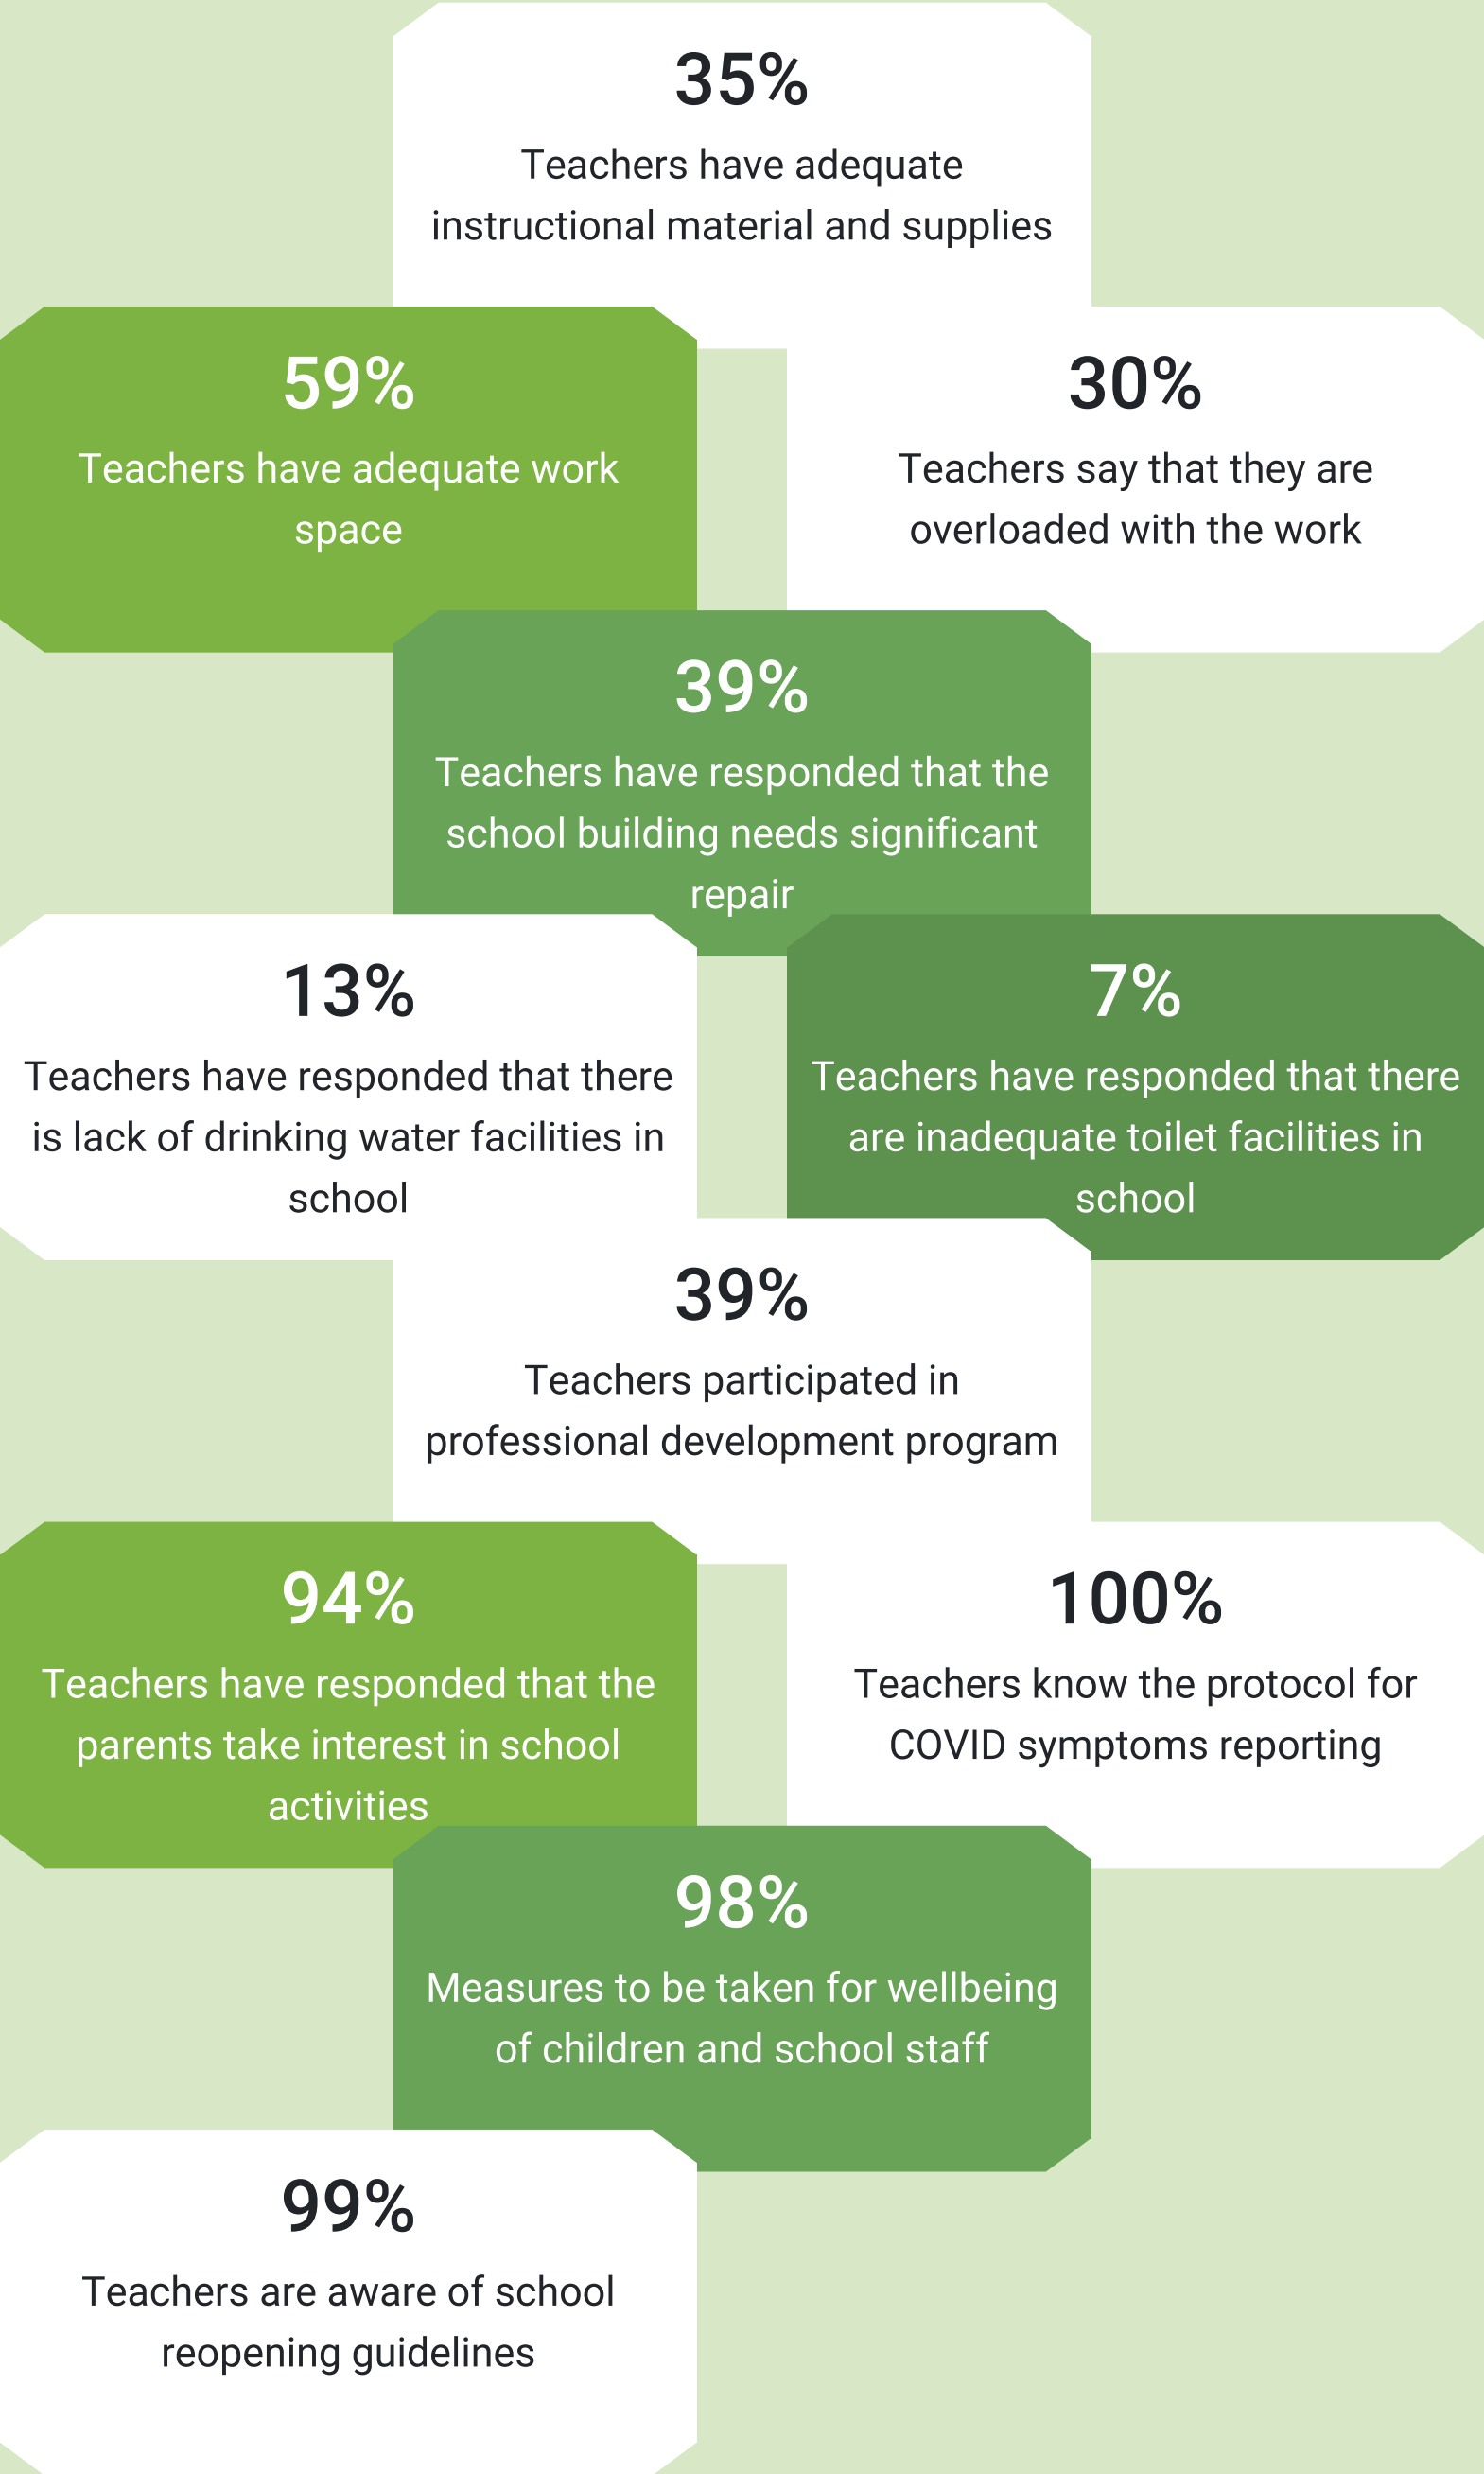 35%
Teachers have adequate
instructional material and supplies
59%
Teachers have adequate work
space
30%
Teachers say that they are
overloaded with the work
39%
Teachers have responded that the
school building needs significant
repair
13%
Teachers have responded that there
is lack of drinking water facilities in
school
7%
Teachers have responded that there
are inadequate toilet facilities in
school
39%
Teachers participated in
professional development program
94%
Teachers have responded that the
parents take interest in school
activities
100%
Teachers know the protocol for
COVID symptoms reporting
98%
Measures to be taken for wellbeing
of children and school staff
99%
Teachers are aware of school
reopening guidelines